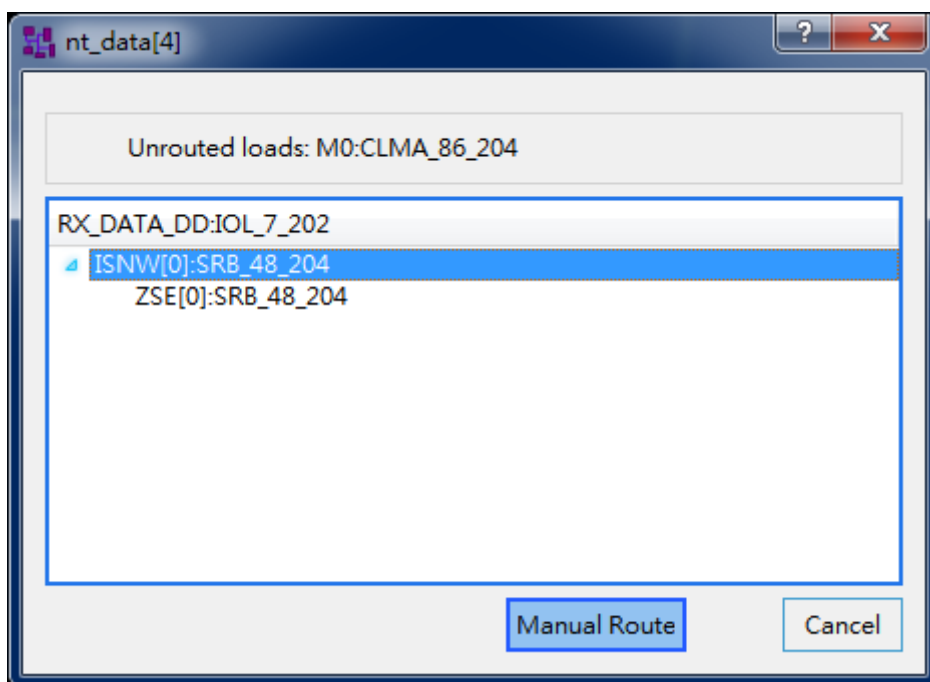 nt_data[4]
?
X
Unrouted loads: M0:CLMA_86_204
RX_DATA_DD:IOL_7_202
ISNW[0]:SRB_48_204
ZSE[0]:SRB_48_204
Manual Route
Cancel